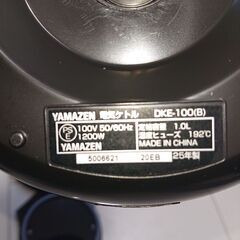 YAMAZEN 電気ケトル DKE-100(B)
PS E 100V 50/60Hz 定格容量 1.0L
1200W 温度ヒューズ 192℃
YAMAZEN MADE IN CHINA
5006621 20EB 25年製